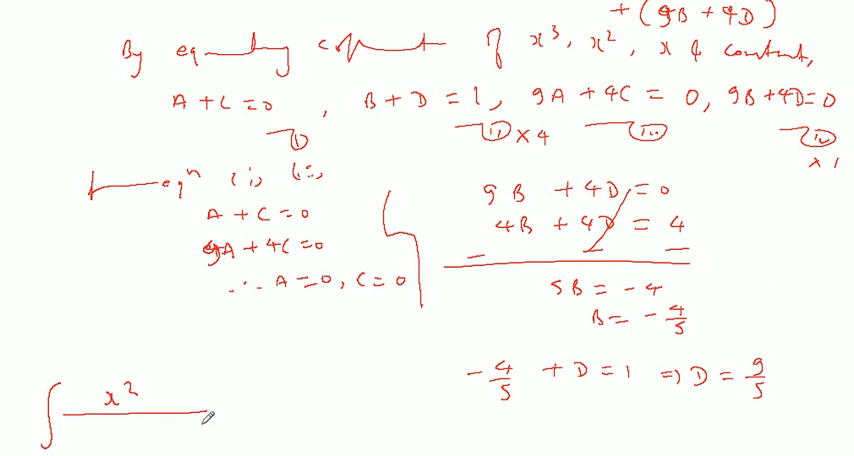 + (9B + 4D)
By equating coefficient of x³, x², x & constant,
A + C = 0, B + D = 1, 9A + 4C = 0, 9B + 4D = 0
(i) (ii) × 4 (iii) (iv) × 1
from eqⁿ (i), (iii),
A + C = 0
9A + 4C = 0
∴ A = 0, C = 0
9B + 4D = 0
4B + 4D = 4
− − −
5B = −4
B = −4/5
−4/5 + D = 1 ⇒ D = 9/5
∫ x²